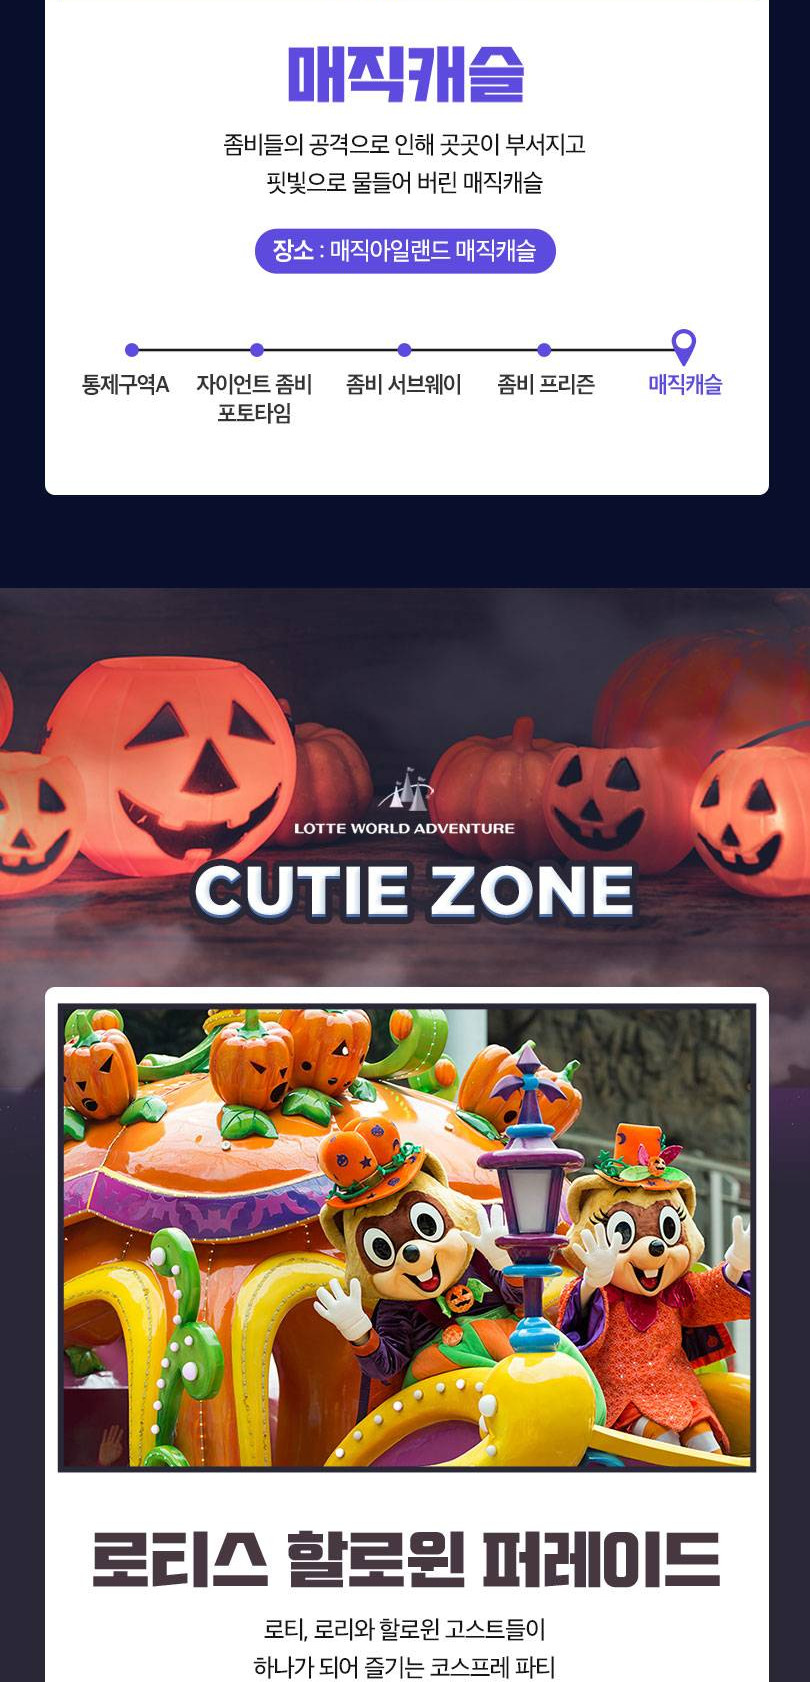 매직캐슬
좀비들의 공격으로 인해 곳곳이 부서지고
핏빛으로 물들어 버린 매직캐슬
장소 : 매직아일랜드 매직캐슬
통제구역A
자이언트 좀비
포토타임
좀비 서브웨이
좀비 프리즌
매직캐슬
LOTTE WORLD ADVENTURE
CUTIE ZONE
로티스 할로윈 퍼레이드
로티, 로리와 할로윈 고스트들이
하나가 되어 즐기는 코스프레 파티